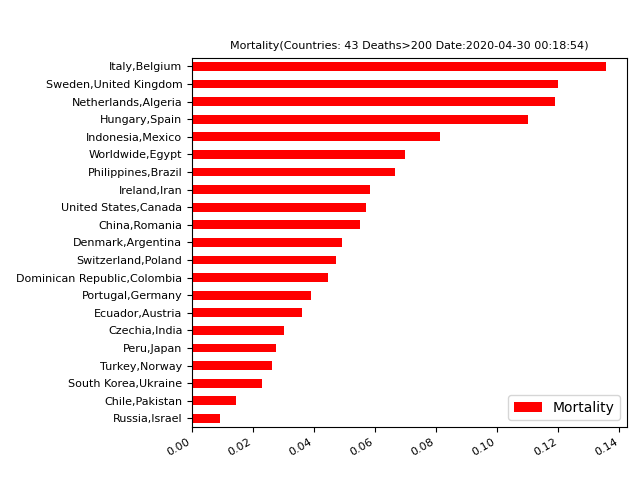 Mortality(Countries: 43 Deaths>200 Date:2020-04-30 00:18:54)
Italy,Belgium
Sweden,United Kingdom
Netherlands,Algeria
Hungary,Spain
Indonesia,Mexico
Worldwide,Egypt
Philippines,Brazil
Ireland,Iran
United States,Canada
China,Romania
Denmark,Argentina
Switzerland,Poland
Dominican Republic,Colombia
Portugal,Germany
Ecuador,Austria
Czechia,India
Peru,Japan
Turkey,Norway
South Korea,Ukraine
Chile,Pakistan
Russia,Israel
Mortality
0.00 0.02 0.04 0.06 0.08 0.10 0.12 0.14